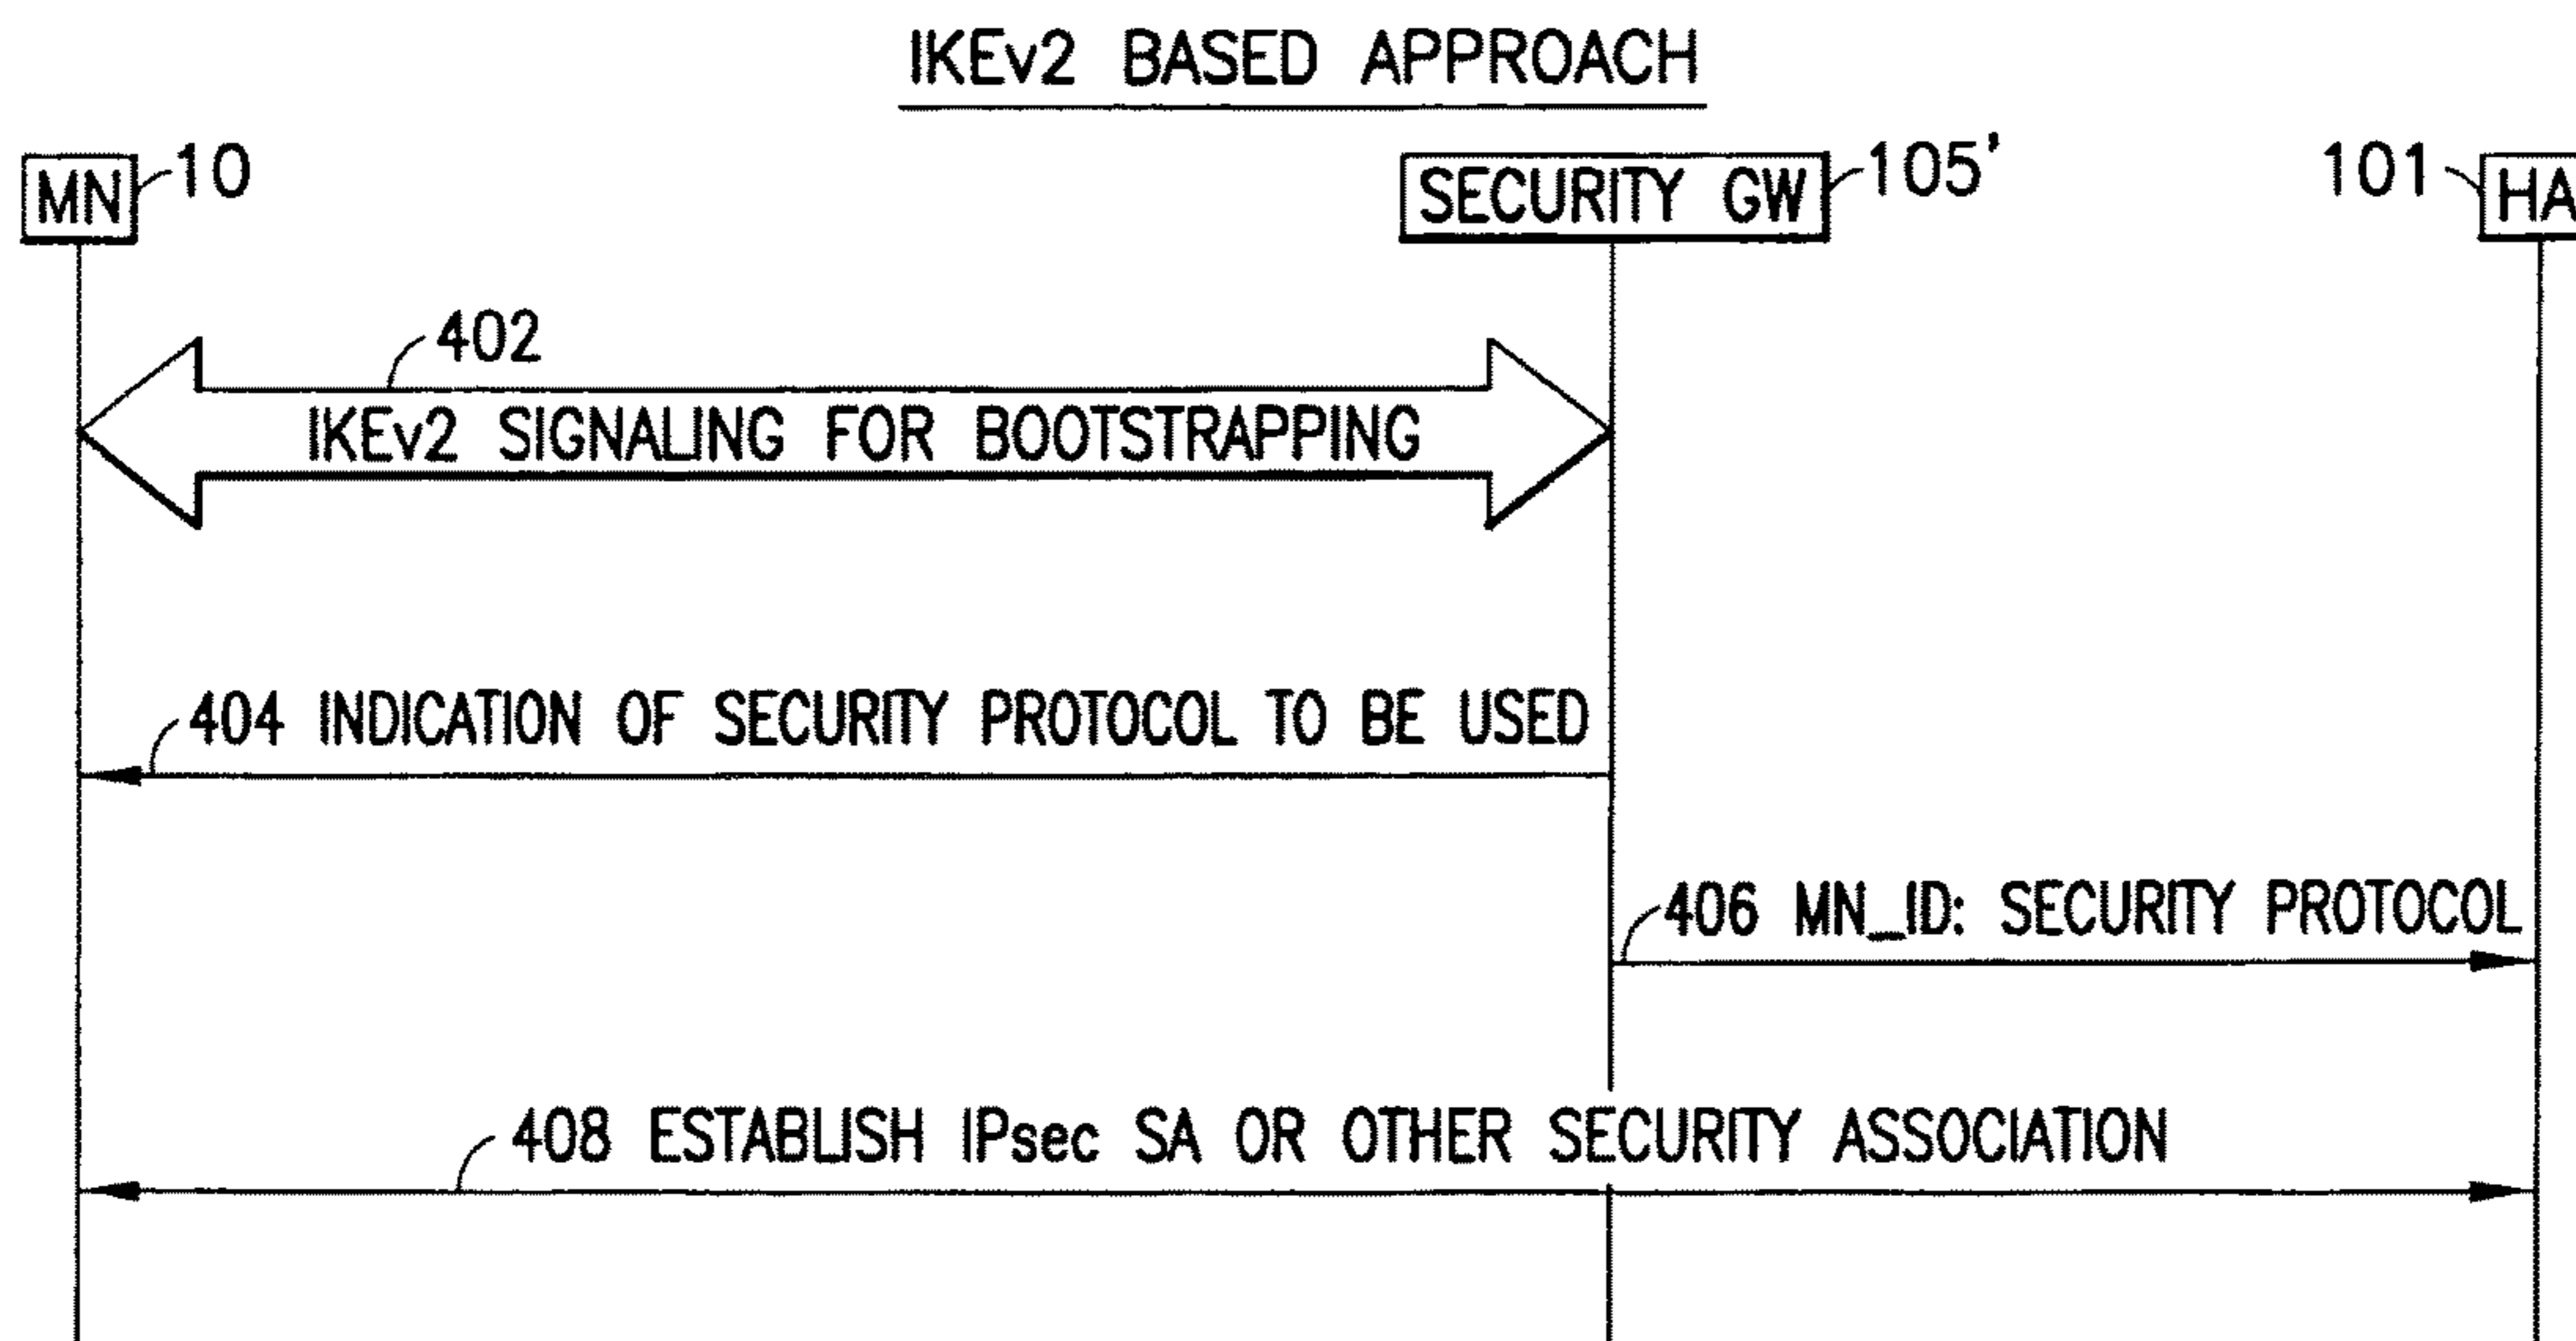 IKEv2 BASED APPROACH
MN 10 SECURITY GW 105' 101 HA
402
IKEv2 SIGNALING FOR BOOTSTRAPPING
404 INDICATION OF SECURITY PROTOCOL TO BE USED
406 MN_ID: SECURITY PROTOCOL
408 ESTABLISH IPsec SA OR OTHER SECURITY ASSOCIATION